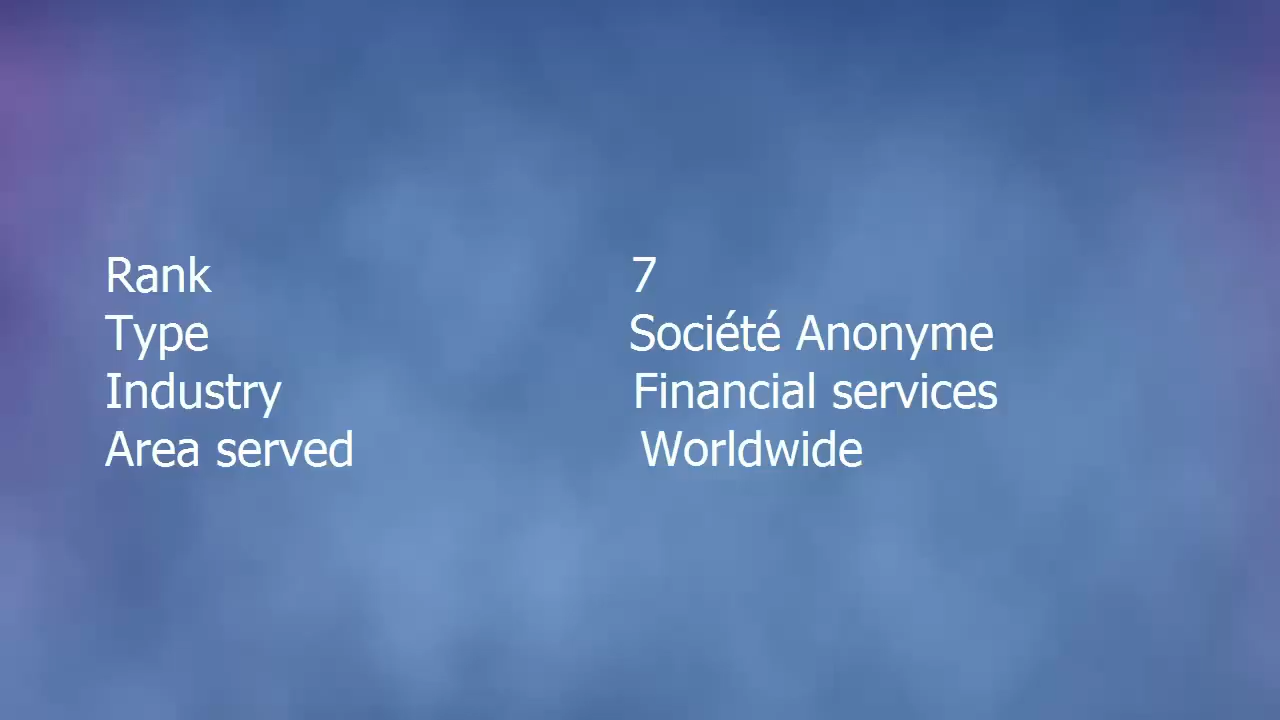 Rank 7
Type Société Anonyme
Industry Financial services
Area served Worldwide